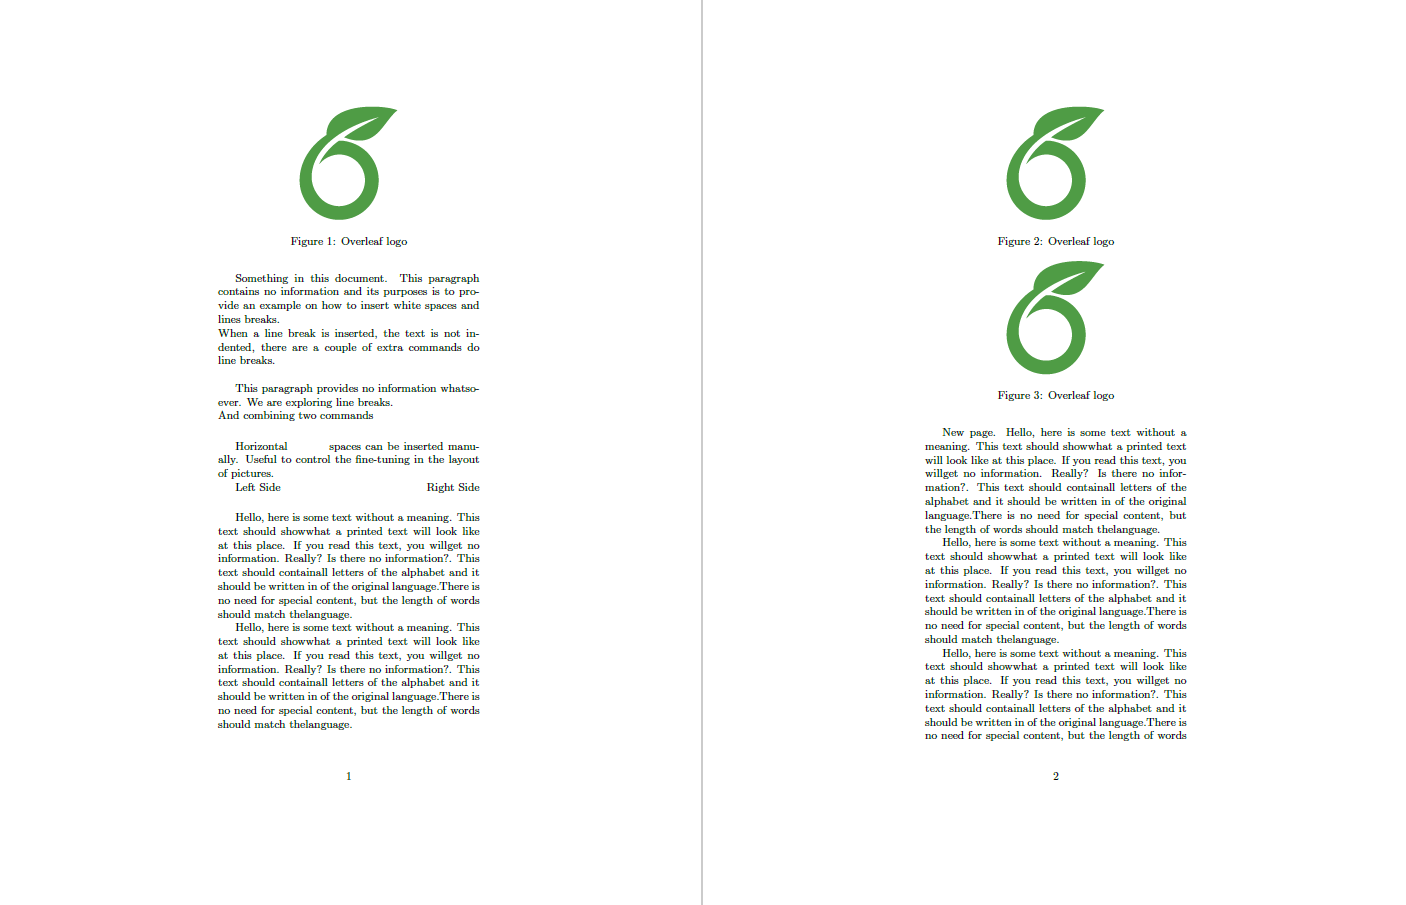 Figure 1: Overleaf logo
Something in this document. This paragraph
contains no information and its purposes is to pro-
vide an example on how to insert white spaces and
lines breaks.
When a line break is inserted, the text is not in-
dented, there are a couple of extra commands do
line breaks.
This paragraph provides no information whatso-
ever. We are exploring line breaks.
And combining two commands
Horizontal spaces can be inserted manu-
ally. Useful to control the fine-tuning in the layout
of pictures.
Left Side Right Side
Hello, here is some text without a meaning. This
text should showwhat a printed text will look like
at this place. If you read this text, you willget no
information. Really? Is there no information?. This
text should containall letters of the alphabet and it
should be written in of the original language.There is
no need for special content, but the length of words
should match thelanguage.
Hello, here is some text without a meaning. This
text should showwhat a printed text will look like
at this place. If you read this text, you willget no
information. Really? Is there no information?. This
text should containall letters of the alphabet and it
should be written in of the original language.There is
no need for special content, but the length of words
should match thelanguage.
1
Figure 2: Overleaf logo
Figure 3: Overleaf logo
New page. Hello, here is some text without a
meaning. This text should showwhat a printed text
will look like at this place. If you read this text, you
willget no information. Really? Is there no infor-
mation?. This text should containall letters of the
alphabet and it should be written in of the original
language.There is no need for special content, but
the length of words should match thelanguage.
Hello, here is some text without a meaning. This
text should showwhat a printed text will look like
at this place. If you read this text, you willget no
information. Really? Is there no information?. This
text should containall letters of the alphabet and it
should be written in of the original language.There is
no need for special content, but the length of words
should match thelanguage.
Hello, here is some text without a meaning. This
text should showwhat a printed text will look like
at this place. If you read this text, you willget no
information. Really? Is there no information?. This
text should containall letters of the alphabet and it
should be written in of the original language.There is
no need for special content, but the length of words
2